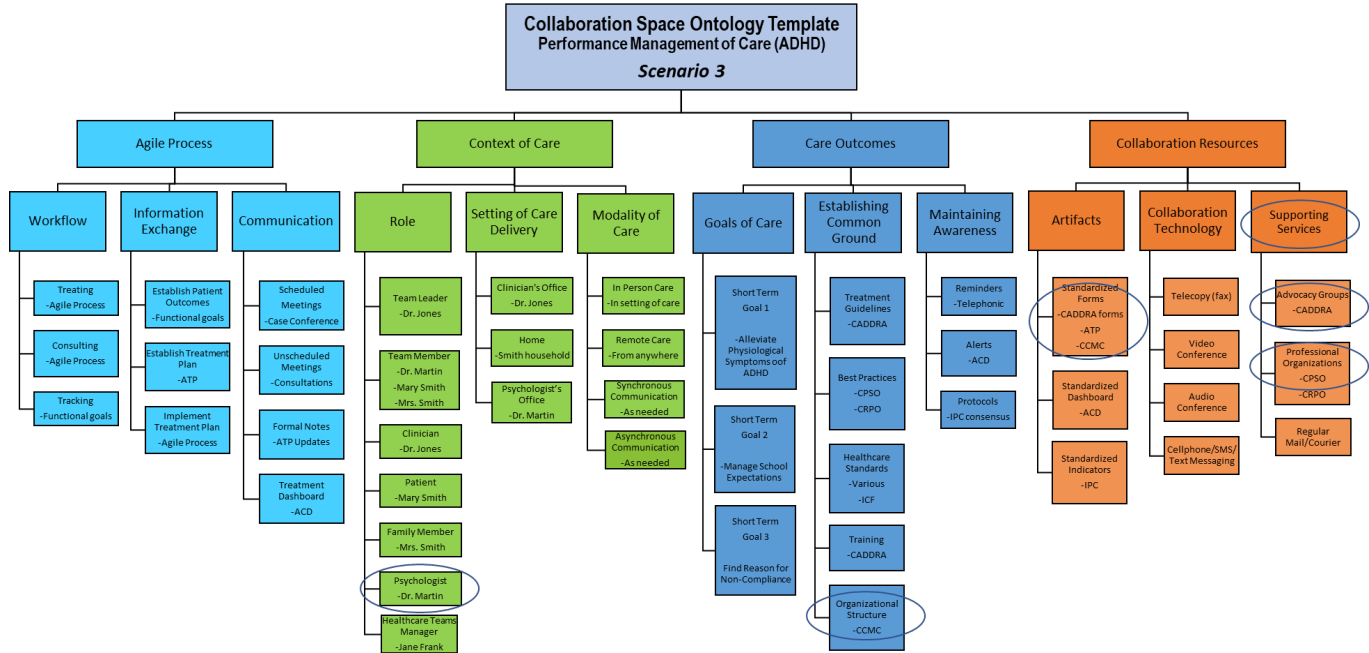 Collaboration Space Ontology Template
Performance Management of Care (ADHD)
Scenario 3
Agile Process
Context of Care
Care Outcomes
Collaboration Resources
Workflow
Information
Exchange
Communication
Role
Setting of Care
Delivery
Modality of
Care
Goals of Care
Establishing
Common
Ground
Maintaining
Awareness
Artifacts
Collaboration
Technology
Supporting
Services
Treating
-Agile Process
Consulting
-Agile Process
Tracking
-Functional goals
Establish Patient
Outcomes
-Functional goals
Establish Treatment
Plan
-ATP
Implement
Treatment Plan
-Agile Process
Scheduled
Meetings
-Case Conference
Unscheduled
Meetings
-Consultations
Formal Notes
-ATP Updates
Treatment
Dashboard
-ACD
Team Leader
-Dr. Jones
Team Member
-Dr. Martin
-Mary Smith
-Mrs. Smith
Clinician
-Dr. Jones
Patient
-Mary Smith
Family Member
-Mrs. Smith
Psychologist
-Dr. Martin
Healthcare Teams
Manager
-Jane Frank
Clinician's Office
-Dr. Jones
Home
-Smith household
Psychologist's
Office
-Dr. Martin
In Person Care
-In setting of care
Remote Care
-From anywhere
Synchronous
Communication
-As needed
Asynchronous
Communication
-As needed
Short Term
Goal 1
-Alleviate
Physiological
Symptoms oof
ADHD
Short Term
Goal 2
-Manage School
Expectations
Short Term
Goal 3
Find Reason for
Non-Compliance
Treatment
Guidelines
-CADDRA
Best Practices
-CPSO
-CRPO
Healthcare
Standards
-Various
-ICF
Training
-CADDRA
Organizational
Structure
-CCMC
Reminders
-Telephonic
Alerts
-ACD
Protocols
-IPC consensus
Standardized
Forms
-CADDRA forms
-ATP
-CCMC
Standardized
Dashboard
-ACD
Standardized
Indicators
-IPC
Telecopy (fax)
Video
Conference
Audio
Conference
Cellphone/SMS/
Text Messaging
Advocacy Groups
-CADDRA
Professional
Organizations
-CPSO
-CRPO
Regular
Mail/Courier